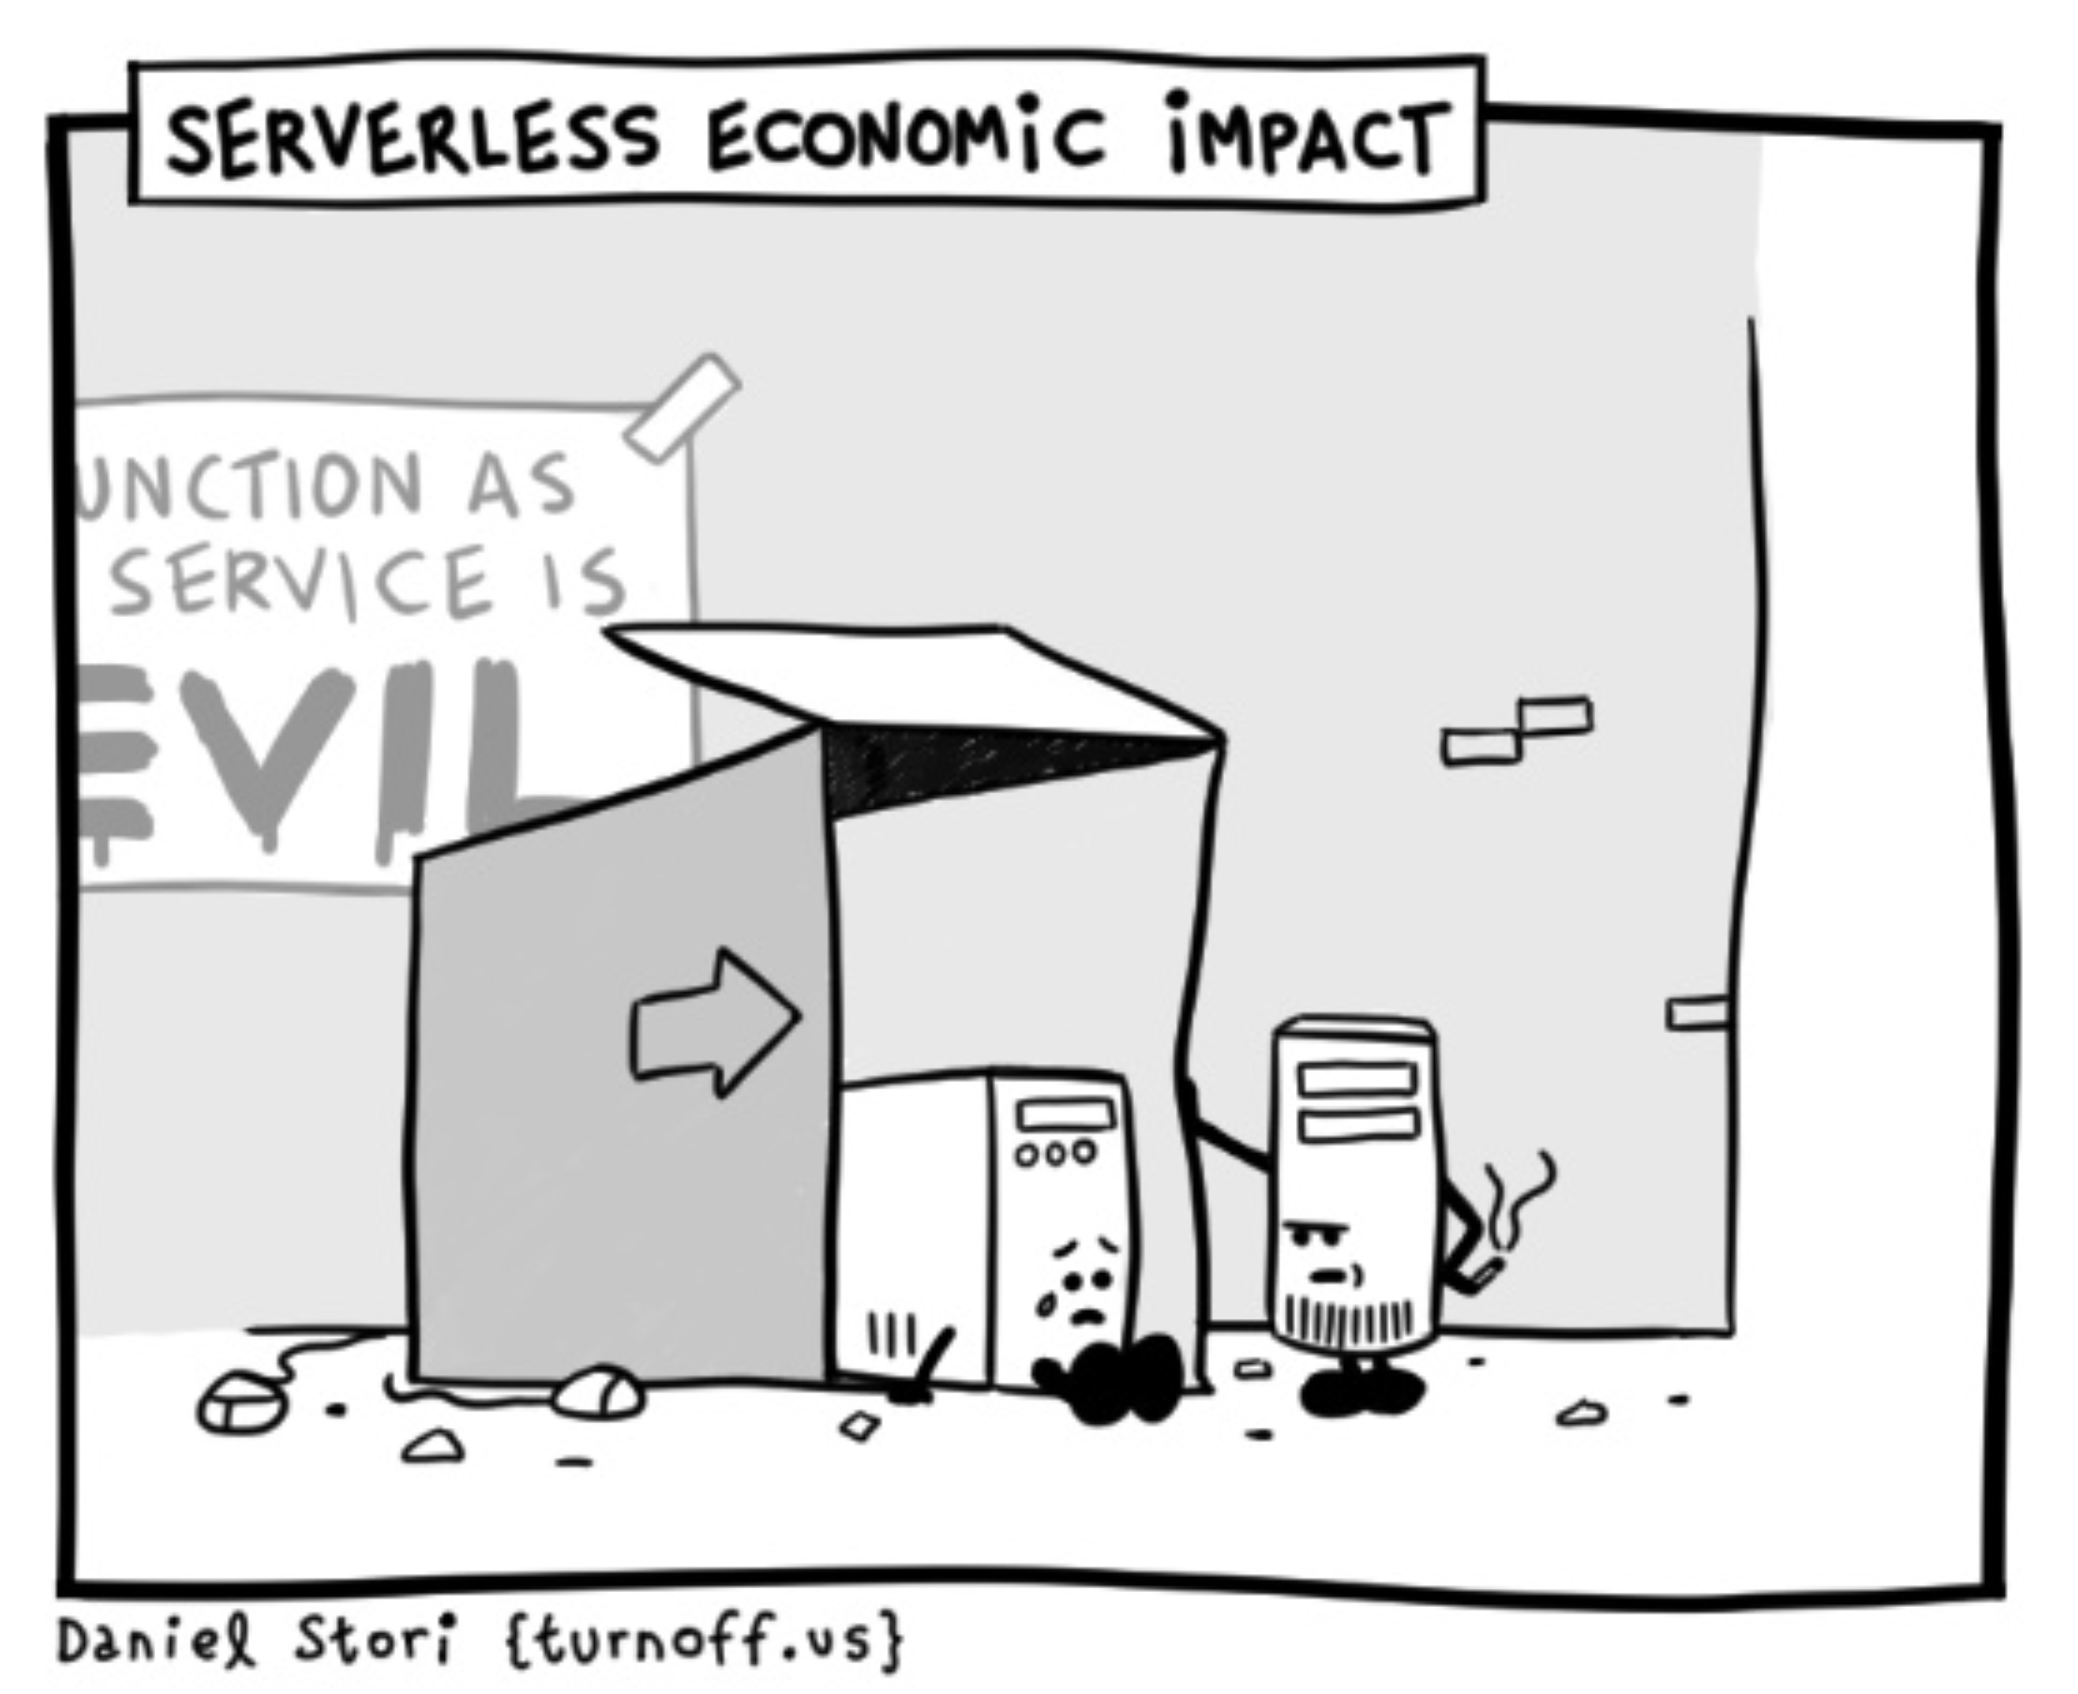 SERVERLESS ECONOMIC IMPACT
UNCTION AS
SERVICE IS
EVIL
Daniel Stori {turnoff.us}